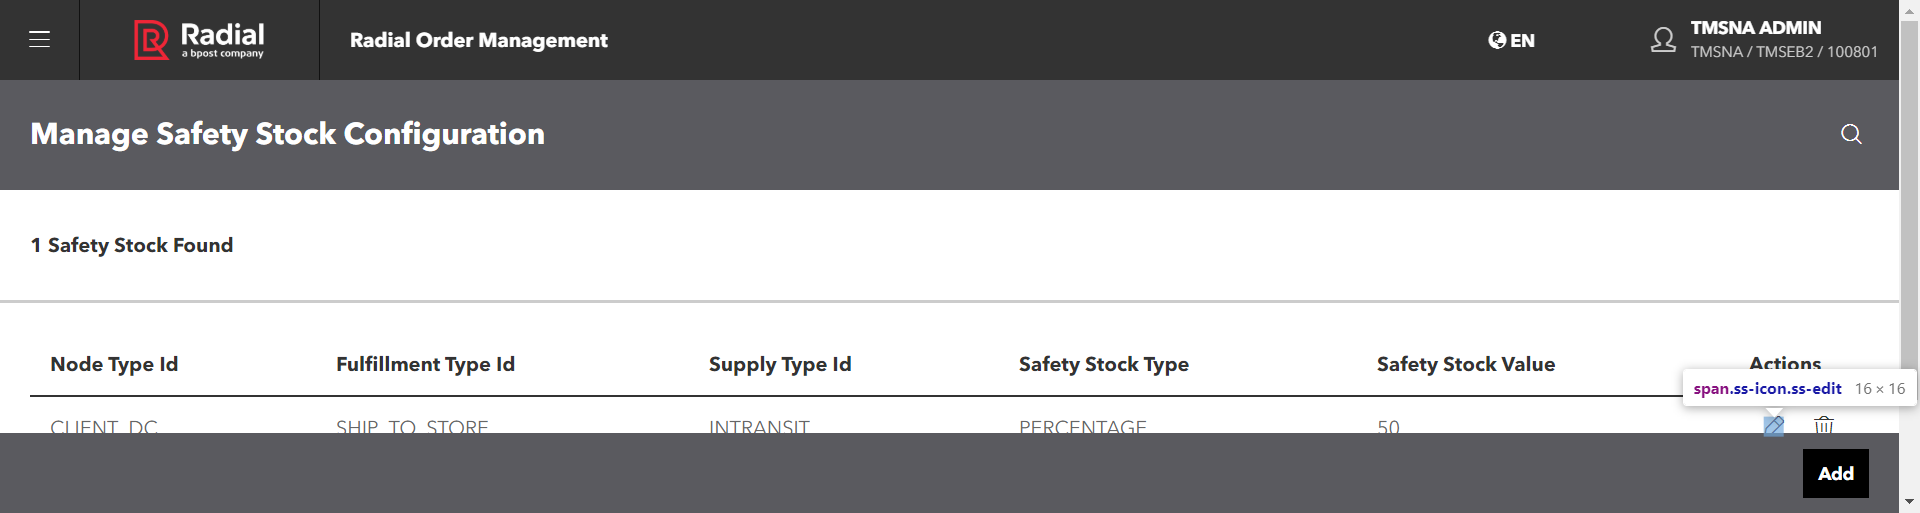 Radial
a bpost company
Radial Order Management
EN
TMSNA ADMIN
TMSNA / TMSEB2 / 100801
Manage Safety Stock Configuration
1 Safety Stock Found
Node Type Id Fulfillment Type Id Supply Type Id Safety Stock Type Safety Stock Value Actions
span.ss-icon.ss-edit 16 × 16
CLIENT_DC SHIP_TO_STORE INTRANSIT PERCENTAGE 50
Add